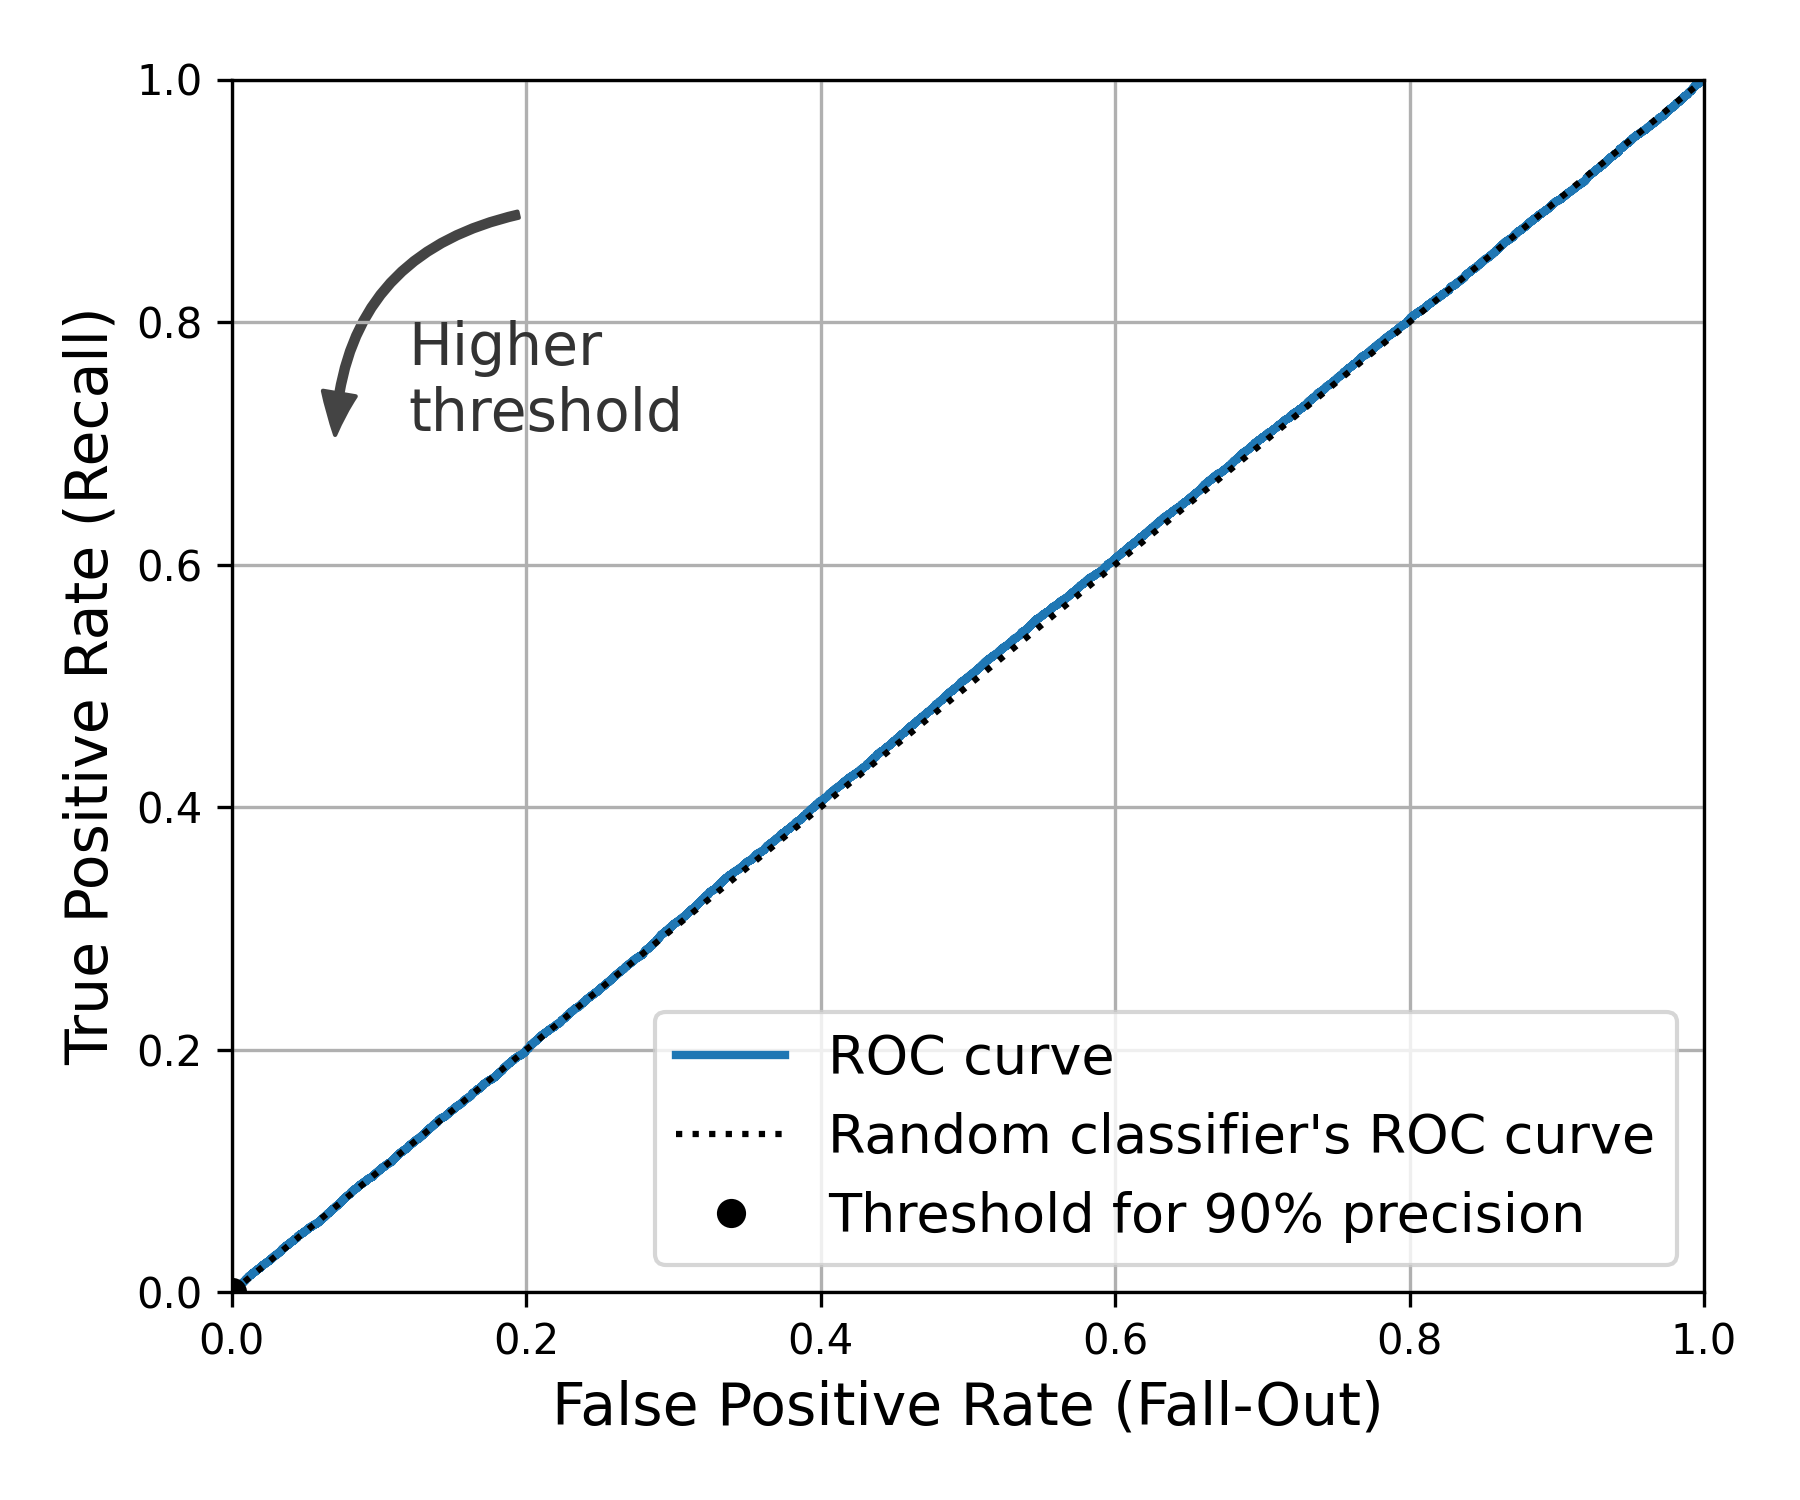 1.0
0.8
0.6
0.4
0.2
0.0
True Positive Rate (Recall)
Higher
threshold
ROC curve
Random classifier's ROC curve
Threshold for 90% precision
0.0 0.2 0.4 0.6 0.8 1.0
False Positive Rate (Fall-Out)